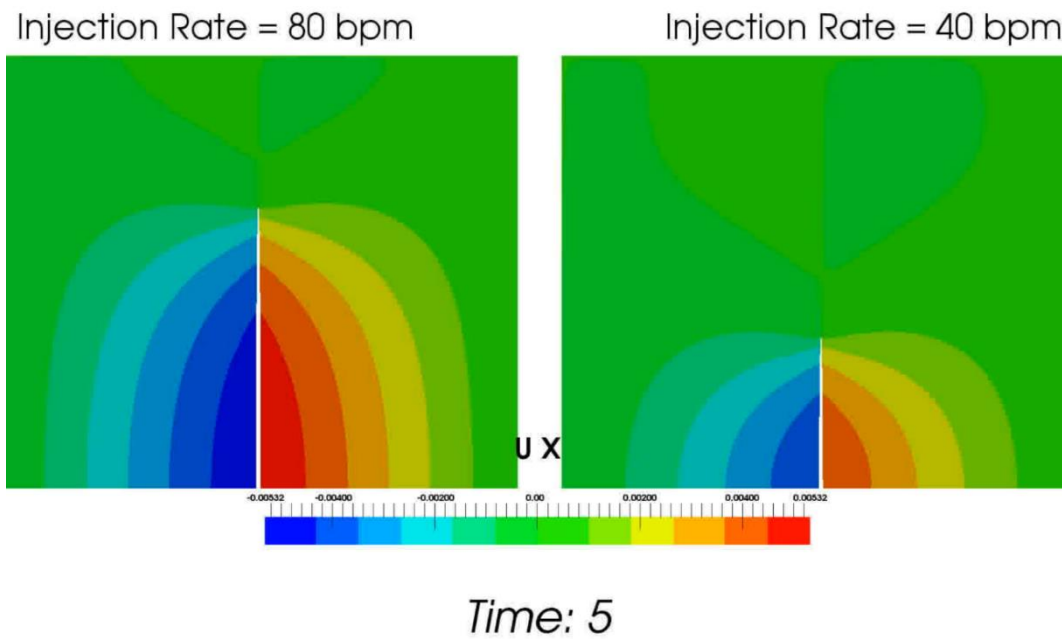 Injection Rate = 80 bpm
Injection Rate = 40 bpm
U X
-0.00532 -0.00400 -0.00200 0.00 0.00200 0.00400 0.00532
Time: 5